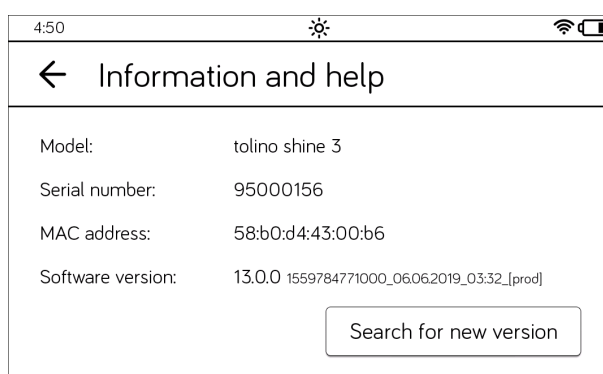 4:50
Information and help
Model: tolino shine 3
Serial number: 95000156
MAC address: 58:b0:d4:43:00:b6
Software version: 13.0.0 1559784771000_06.06.2019_03:32_[prod]
Search for new version